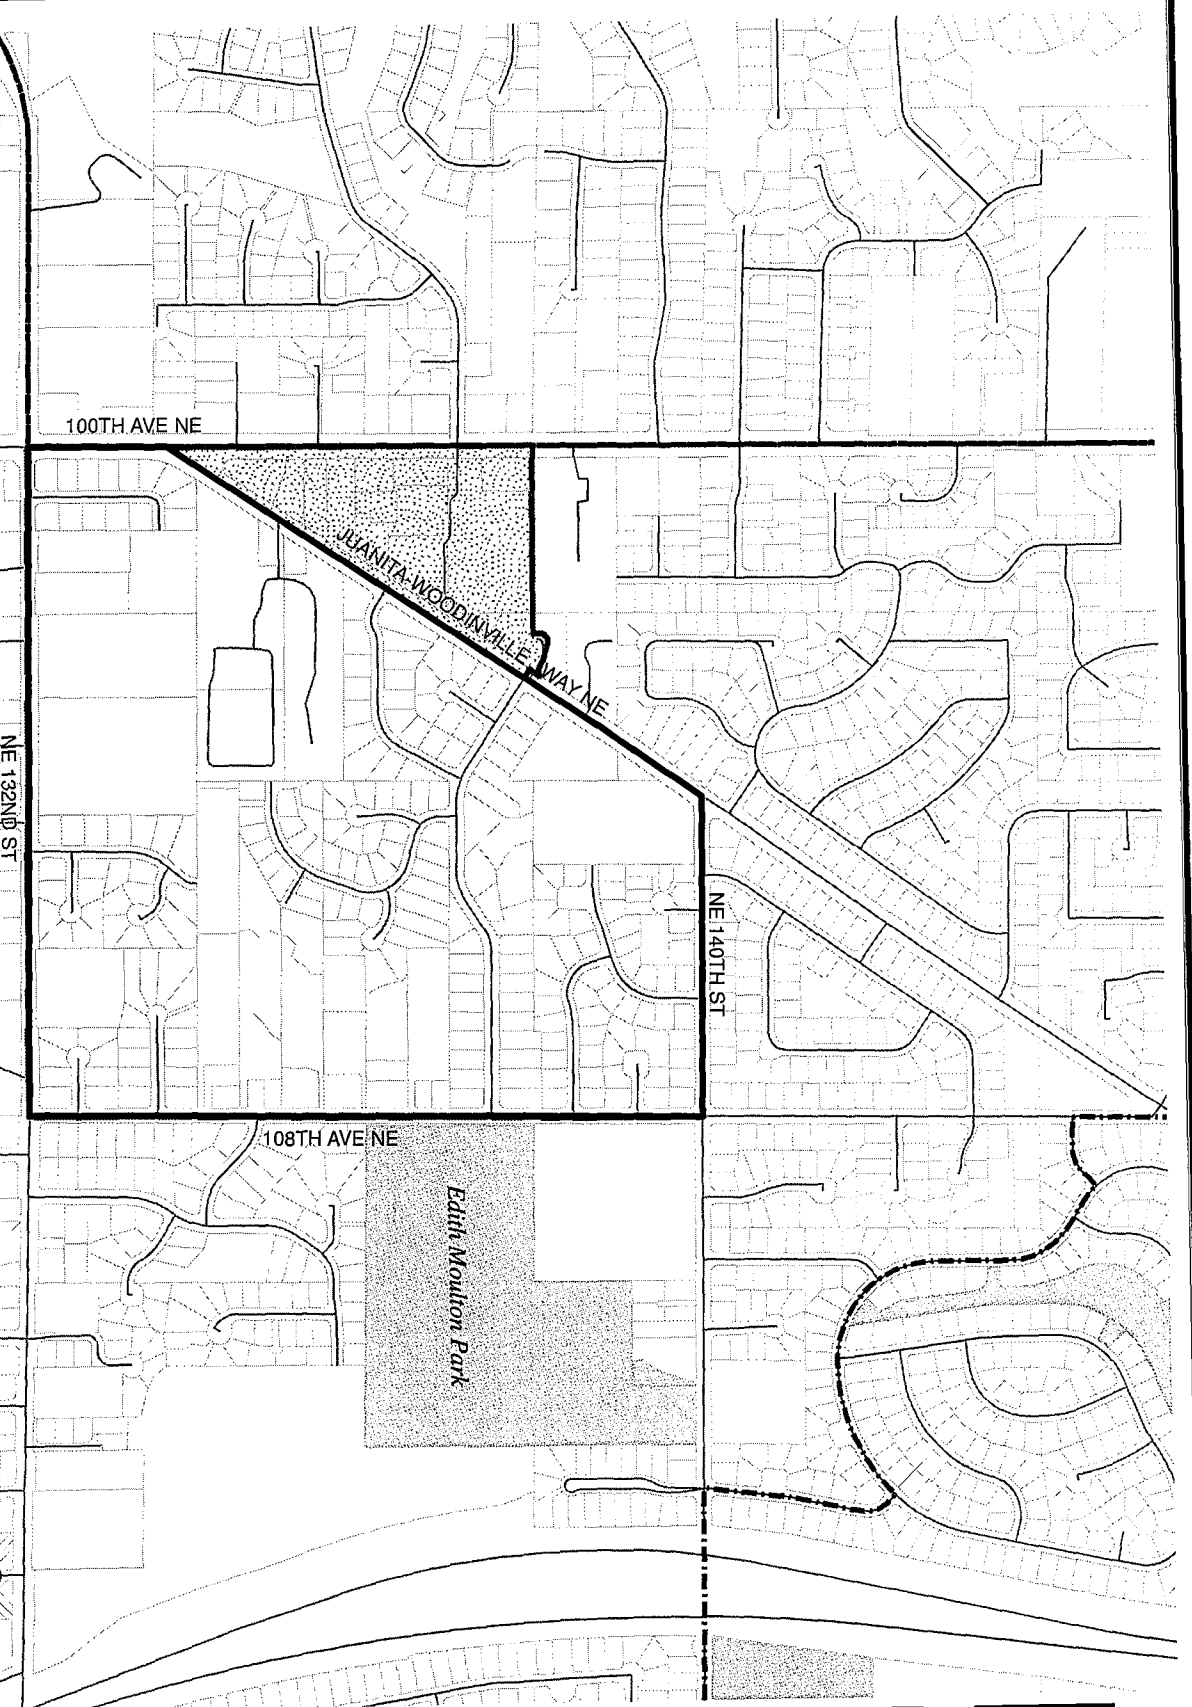 100TH AVE NE
JUANITA-WOODINVILLE WAY NE
NE 132ND ST
NE 140TH ST
108TH AVE NE
Edith Moulton Park